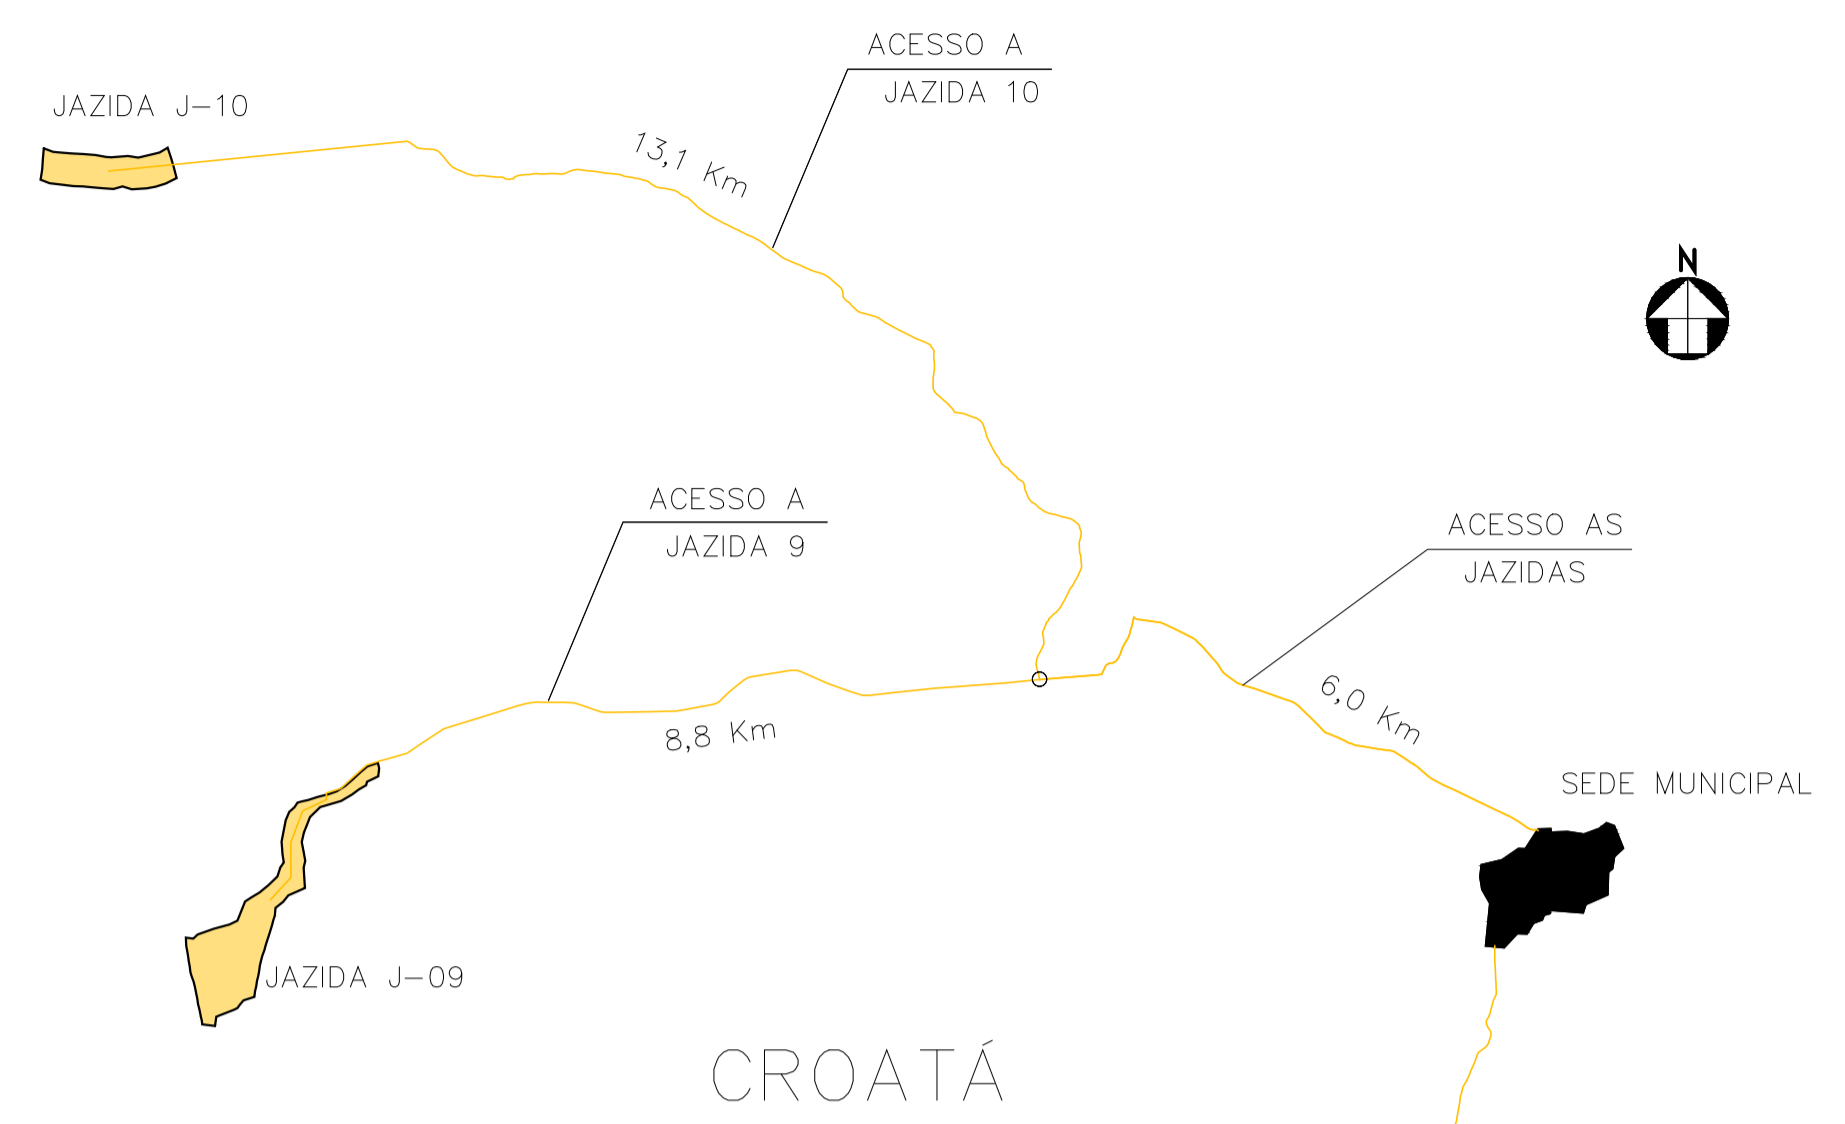 ACESSO A
JAZIDA 10
JAZIDA J-10
13,1 Km
N
ACESSO A
JAZIDA 9
ACESSO AS
JAZIDAS
6,0 Km
8,8 Km
SEDE MUNICIPAL
JAZIDA J-09
CROATÁ